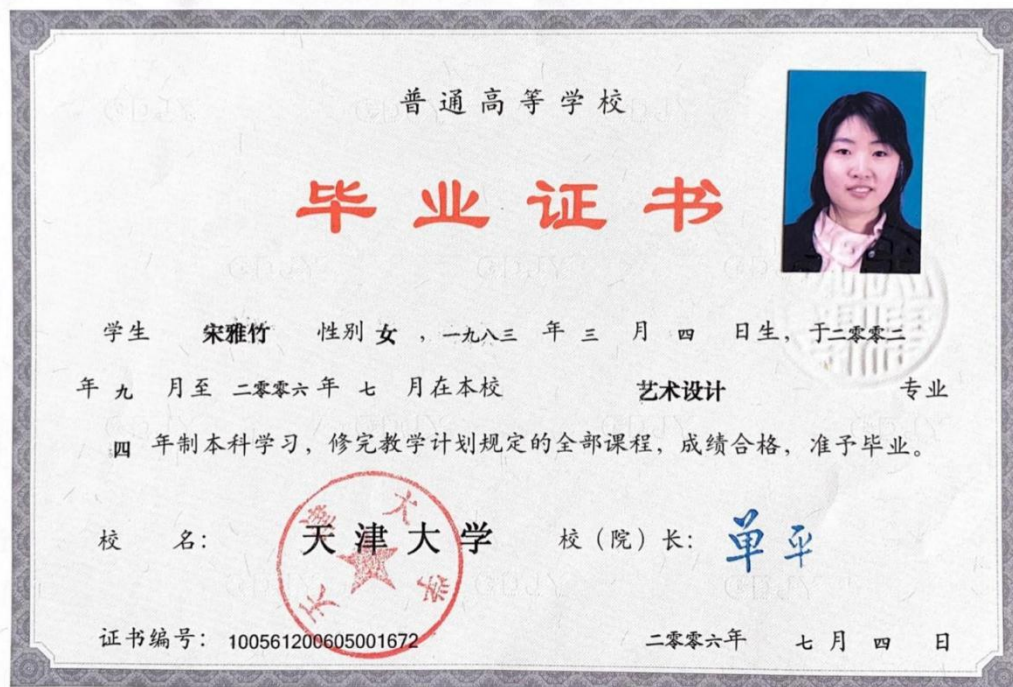 普通高等学校
毕业证书
学生 宋雅竹 性别 女 ，一九八三 年 三 月 四 日生，于二零零二
年 九 月至 二零零六 年 七 月在本校 艺术设计 专业
四 年制本科学习，修完教学计划规定的全部课程，成绩合格，准予毕业。
校 名： 天津大学 校（院）长： 单平
天津大学
证书编号： 100561200605001672 二零零六年 七 月 四 日